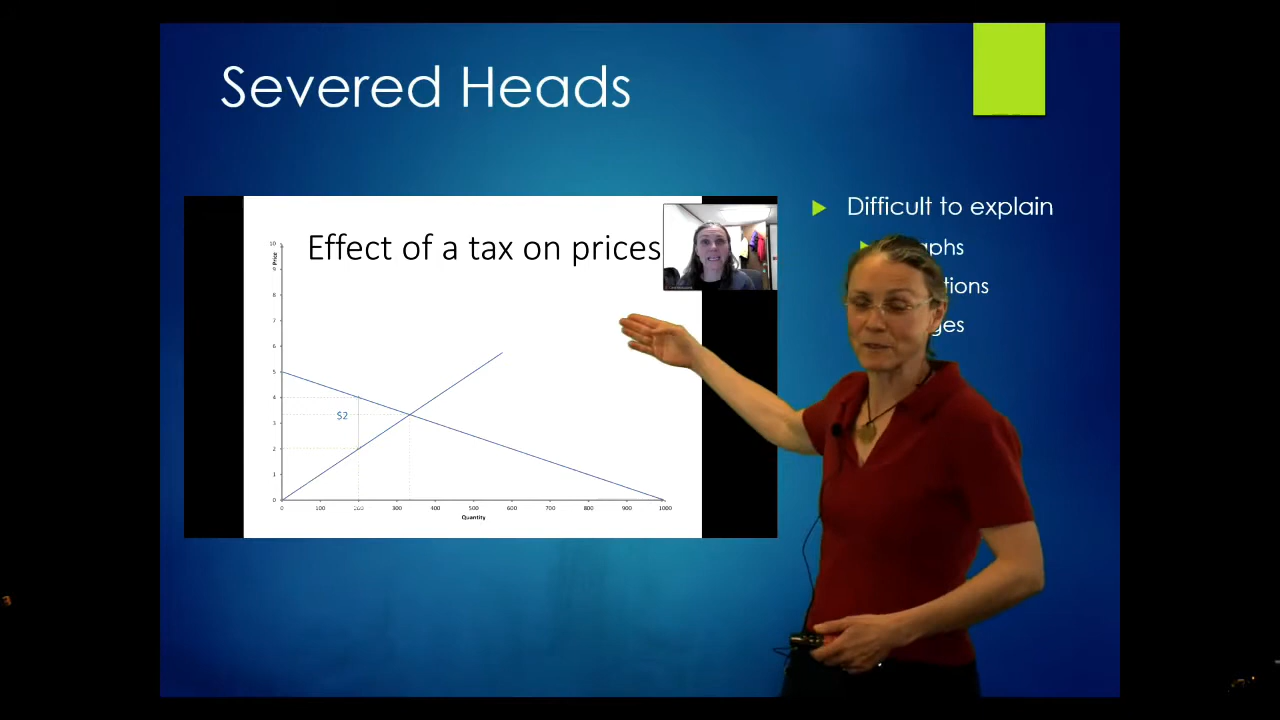 Severed Heads
Effect of a tax on prices
Difficult to explain
10
Price
9
8
7
6
5
4
3
2
1
0
$2
0 100 200 300 400 500 600 700 800 900 1000
Quantity